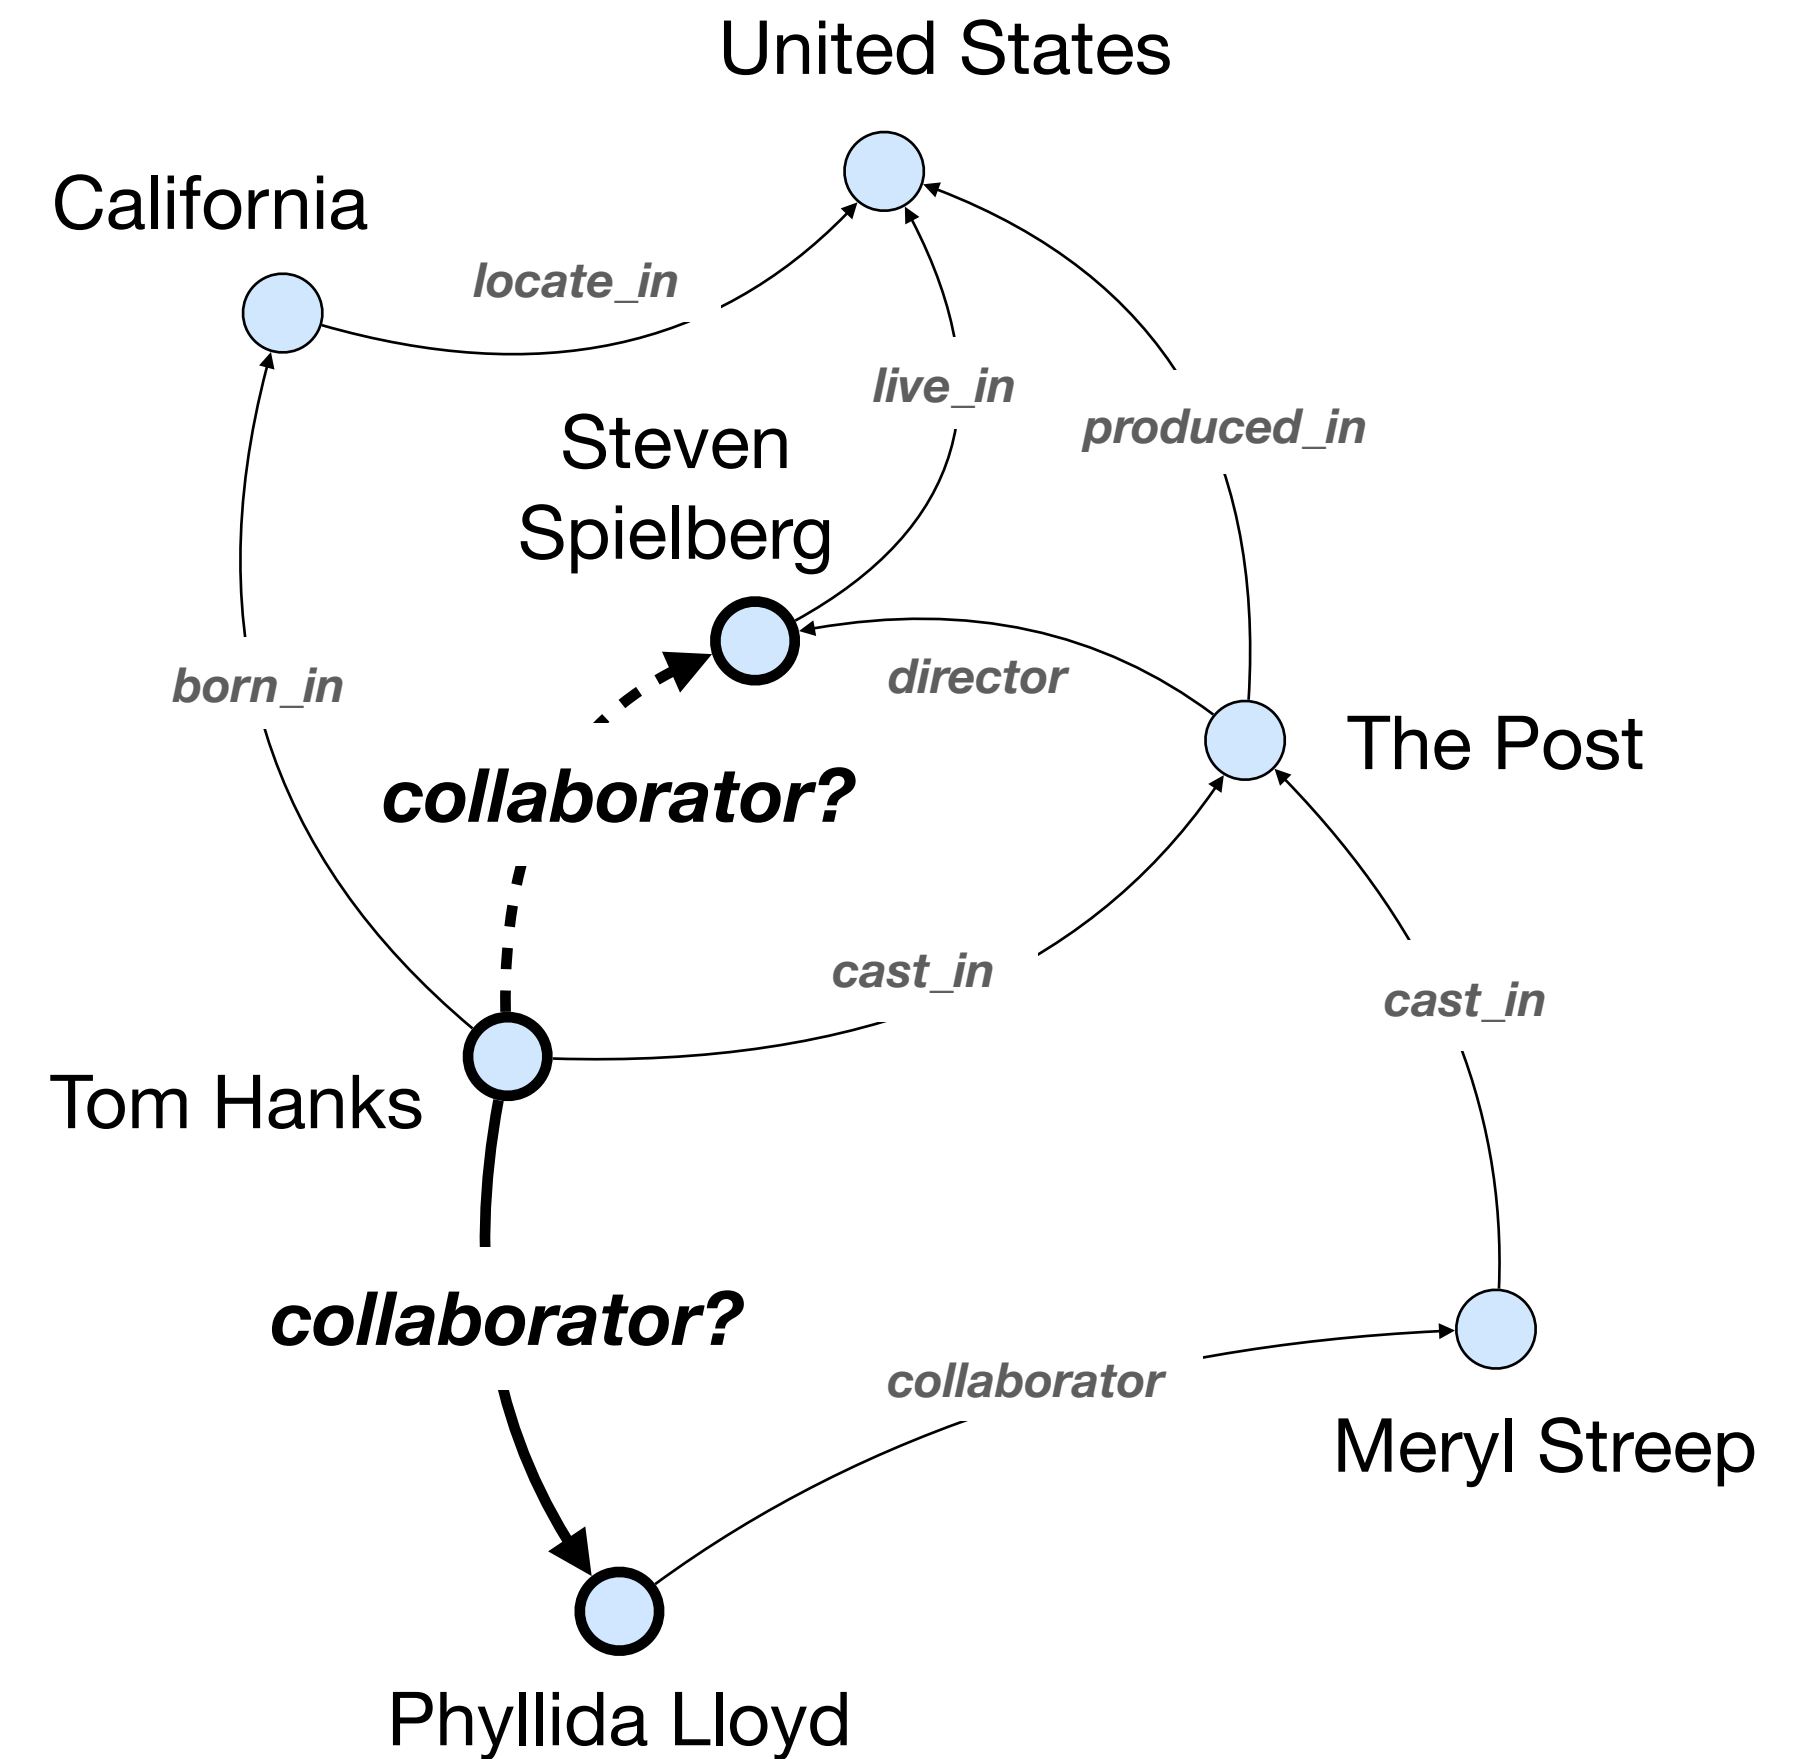 United States
California
locate_in
live_in
produced_in
Steven
Spielberg
born_in
director
The Post
collaborator?
cast_in
cast_in
Tom Hanks
collaborator?
collaborator
Meryl Streep
Phyllida Lloyd